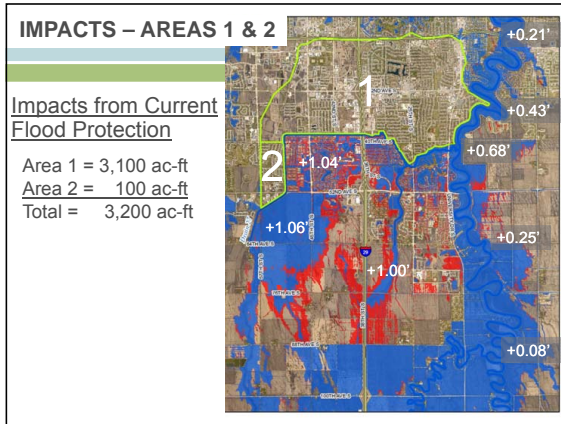 IMPACTS – AREAS 1 & 2
Impacts from Current
Flood Protection
Area 1 = 3,100 ac-ft
Area 2 = 100 ac-ft
Total = 3,200 ac-ft
1
2
+0.21'
+0.43'
+0.68'
+1.04'
+1.06'
+0.25'
+1.00'
+0.08'
29